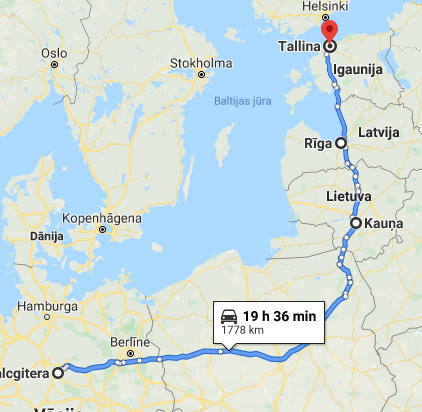 Helsinki
Oslo
Tallina
Stokholma
Igaunija
Baltijas jūra
Latvija
Rīga
Lietuva
Kopenhāgena
Kauņa
Dānija
Hamburga
19 h 36 min
1778 km
Berlīne
alcgitera